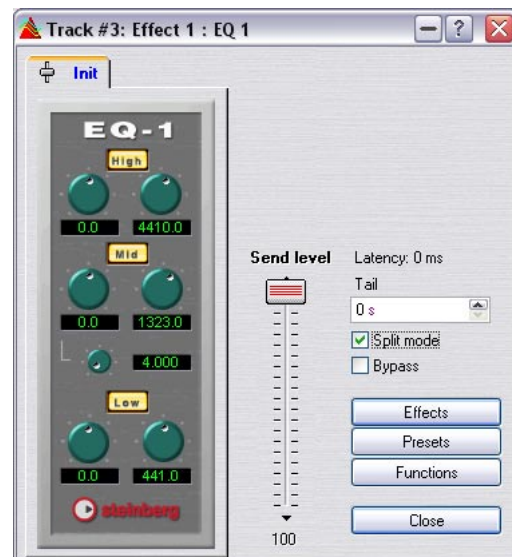 Track #3: Effect 1 : EQ 1
Init
EQ-1
High
0.0 4410.0
Mid
0.0 1323.0
4.000
Low
0.0 441.0
steinberg
Send level
100
Latency: 0 ms
Tail
0 s
Split mode
Bypass
Effects
Presets
Functions
Close